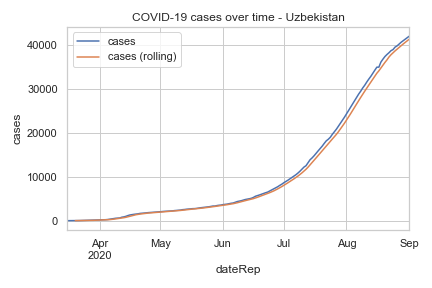 COVID-19 cases over time - Uzbekistan
cases
cases (rolling)
40000
30000
20000
10000
0
cases
Apr
2020
May
Jun
Jul
Aug
Sep
dateRep